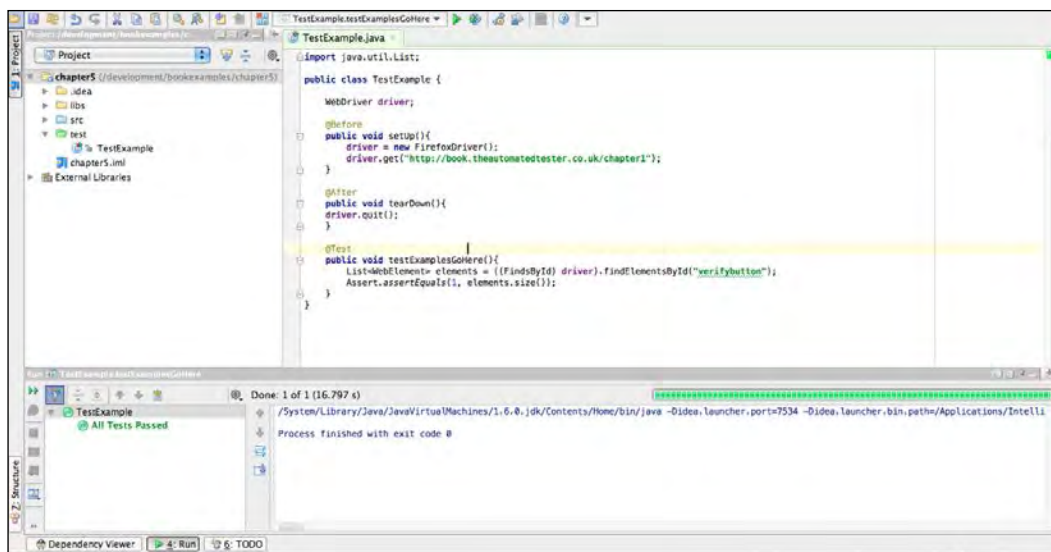 TestExample.testExamplesGoHere
1: Project
Project
chapter5 (/development/bookexamples/chapter5)
.idea
libs
src
test
TestExample
chapter5.iml
External Libraries
TestExample.java
import java.util.List;
public class TestExample {
WebDriver driver;
@Before
public void setUp(){
driver = new FirefoxDriver();
driver.get("http://book.theautomatedtester.co.uk/chapter1");
}
@After
public void tearDown(){
driver.quit();
}
@Test
public void testExamplesGoHere(){
List<WebElement> elements = ((FindsById) driver).findElementsById("verifybutton");
Assert.assertEquals(1, elements.size());
}
}
Run TestExample.testExamplesGoHere
Done: 1 of 1 (16.797 s)
TestExample
All Tests Passed
/System/Library/Java/JavaVirtualMachines/1.6.0.jdk/Contents/Home/bin/java -Didea.launcher.port=7534 -Didea.launcher.bin.path=/Applications/Intelli
Process finished with exit code 0
Z: Structure
Dependency Viewer
4: Run
6: TODO